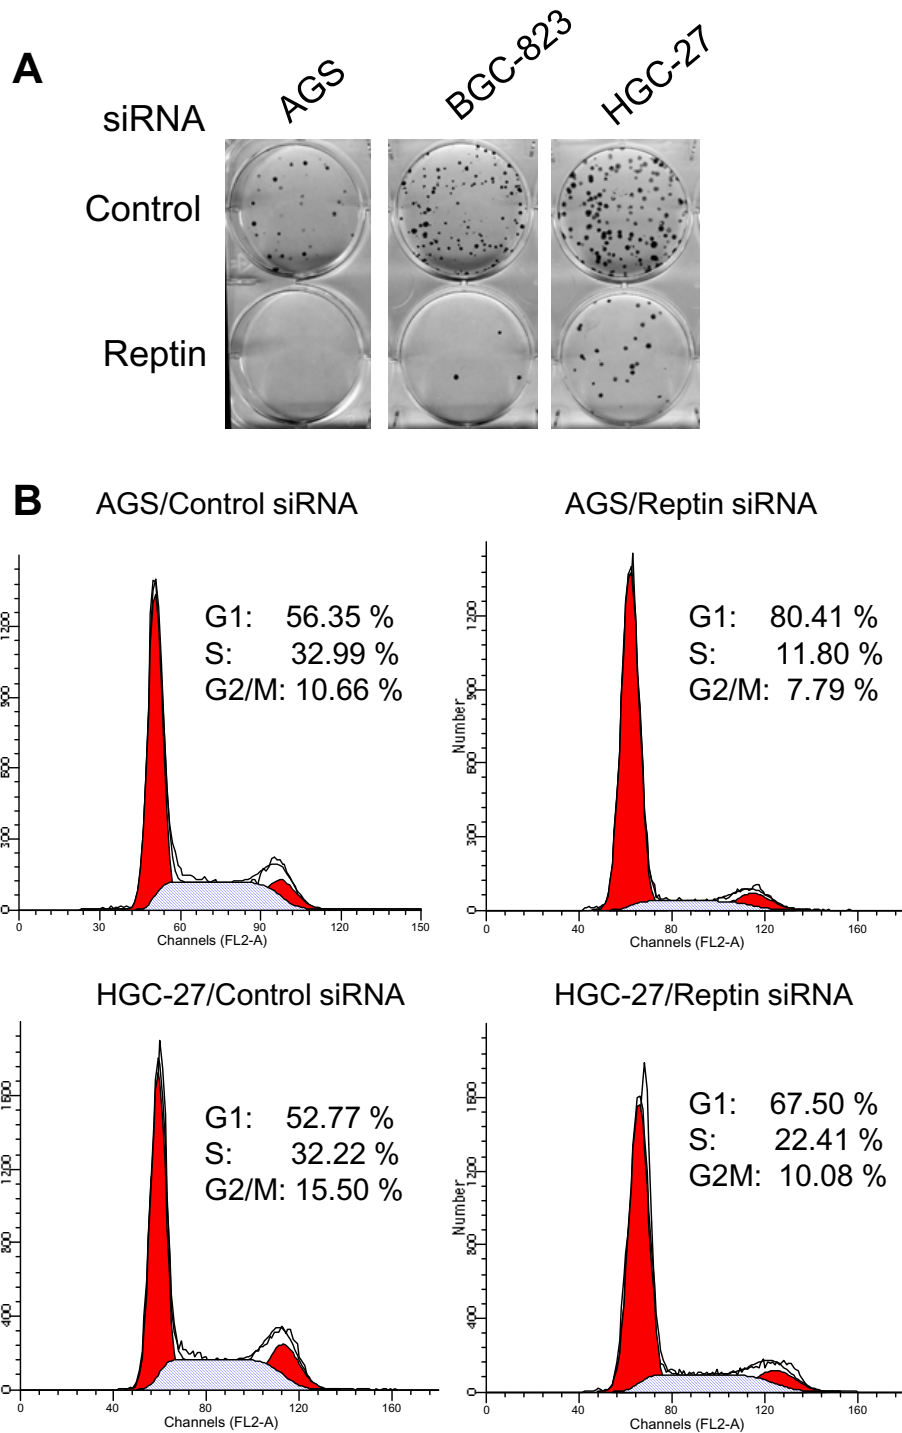 A
siRNA
AGS
BGC-823
HGC-27
Control
Reptin
B
AGS/Control siRNA
G1: 56.35 %
S: 32.99 %
G2/M: 10.66 %
0 300 600 900 1200
0 30 60 90 120 150
Channels (FL2-A)
AGS/Reptin siRNA
G1: 80.41 %
S: 11.80 %
G2/M: 7.79 %
Number
0 300 600 900 1200
0 40 80 120 160
Channels (FL2-A)
HGC-27/Control siRNA
G1: 52.77 %
S: 32.22 %
G2/M: 15.50 %
0 400 800 1200 1600
0 40 80 120 160
Channels (FL2-A)
HGC-27/Reptin siRNA
G1: 67.50 %
S: 22.41 %
G2M: 10.08 %
Number
0 400 800 1200 1600
0 40 80 120 160
Channels (FL2-A)